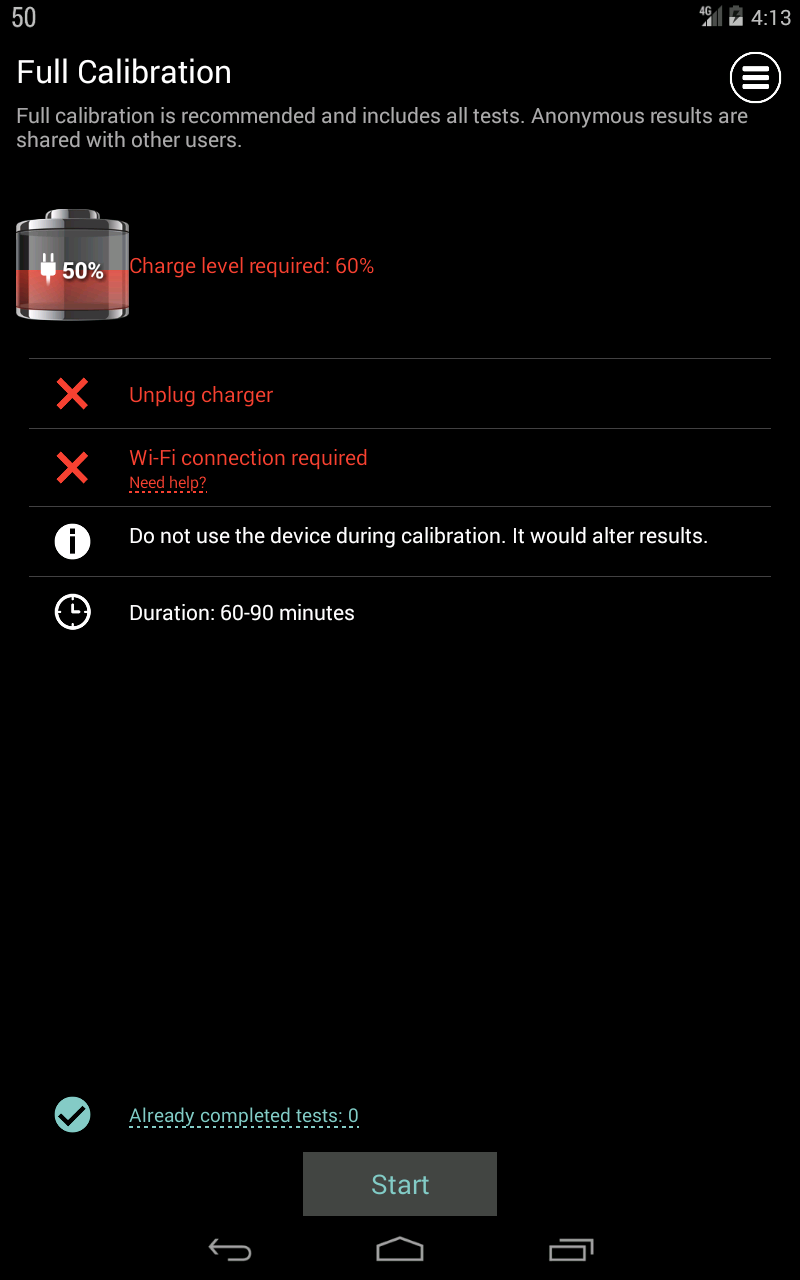 50
4G 4:13
Full Calibration
Full calibration is recommended and includes all tests. Anonymous results are
shared with other users.
50%
Charge level required: 60%
Unplug charger
Wi-Fi connection required
Need help?
Do not use the device during calibration. It would alter results.
Duration: 60-90 minutes
Already completed tests: 0
Start